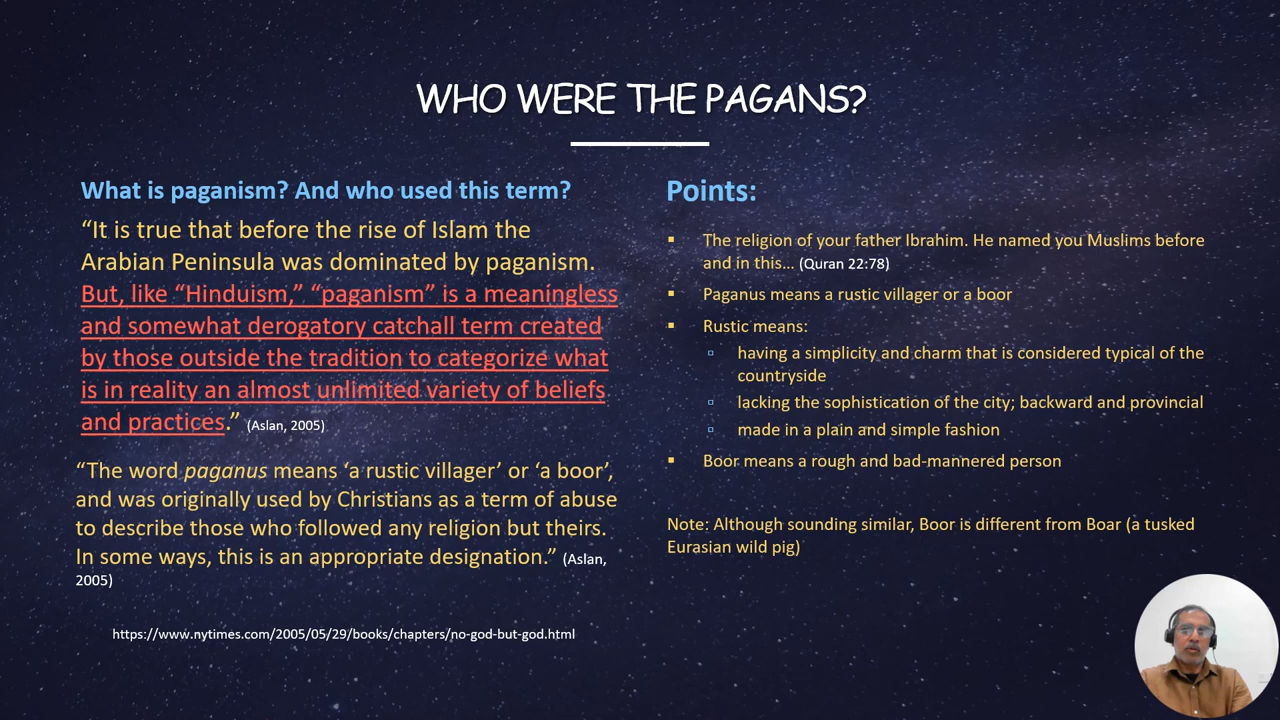 WHO WERE THE PAGANS?
What is paganism? And who used this term?
“It is true that before the rise of Islam the
Arabian Peninsula was dominated by paganism.
But, like “Hinduism,” “paganism” is a meaningless
and somewhat derogatory catchall term created
by those outside the tradition to categorize what
is in reality an almost unlimited variety of beliefs
and practices.” (Aslan, 2005)
“The word paganus means ‘a rustic villager’ or ‘a boor’,
and was originally used by Christians as a term of abuse
to describe those who followed any religion but theirs.
In some ways, this is an appropriate designation.” (Aslan,
2005)
https://www.nytimes.com/2005/05/29/books/chapters/no-god-but-god.html
Points:
▪ The religion of your father Ibrahim. He named you Muslims before
and in this… (Quran 22:78)
▪ Paganus means a rustic villager or a boor
▪ Rustic means:
▫ having a simplicity and charm that is considered typical of the
countryside
▫ lacking the sophistication of the city; backward and provincial
▫ made in a plain and simple fashion
▪ Boor means a rough and bad-mannered person
Note: Although sounding similar, Boor is different from Boar (a tusked
Eurasian wild pig)